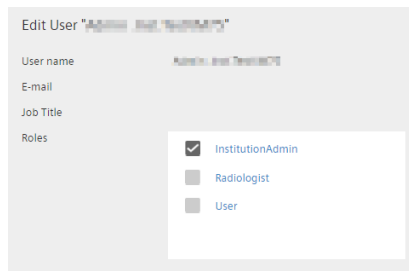 Edit User "
User name
E-mail
Job Title
Roles
InstitutionAdmin
Radiologist
User